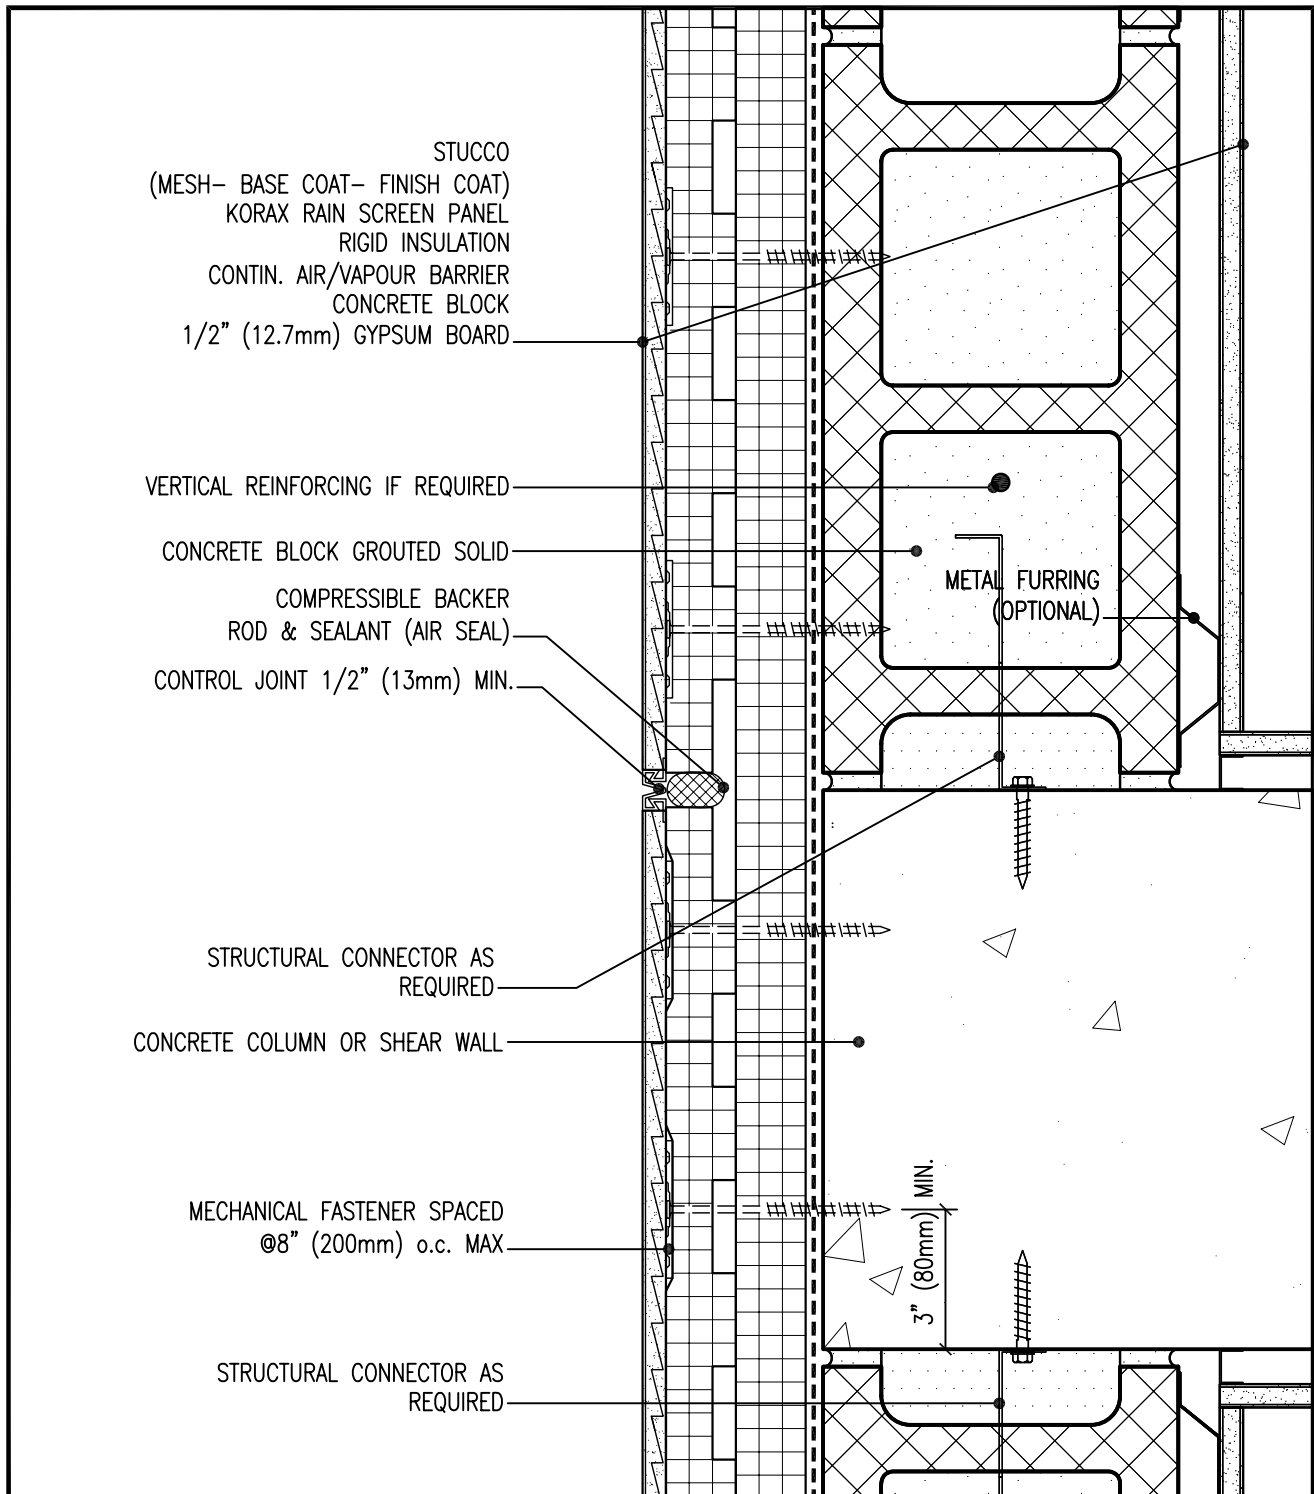 STUCCO
(MESH- BASE COAT- FINISH COAT)
KORAX RAIN SCREEN PANEL
RIGID INSULATION
CONTIN. AIR/VAPOUR BARRIER
CONCRETE BLOCK
1/2" (12.7mm) GYPSUM BOARD
VERTICAL REINFORCING IF REQUIRED
CONCRETE BLOCK GROUTED SOLID
METAL FURRING
(OPTIONAL)
COMPRESSIBLE BACKER
ROD & SEALANT (AIR SEAL)
CONTROL JOINT 1/2" (13mm) MIN.
STRUCTURAL CONNECTOR AS
REQUIRED
CONCRETE COLUMN OR SHEAR WALL
MECHANICAL FASTENER SPACED
@8" (200mm) o.c. MAX
3" (80mm) MIN.
STRUCTURAL CONNECTOR AS
REQUIRED